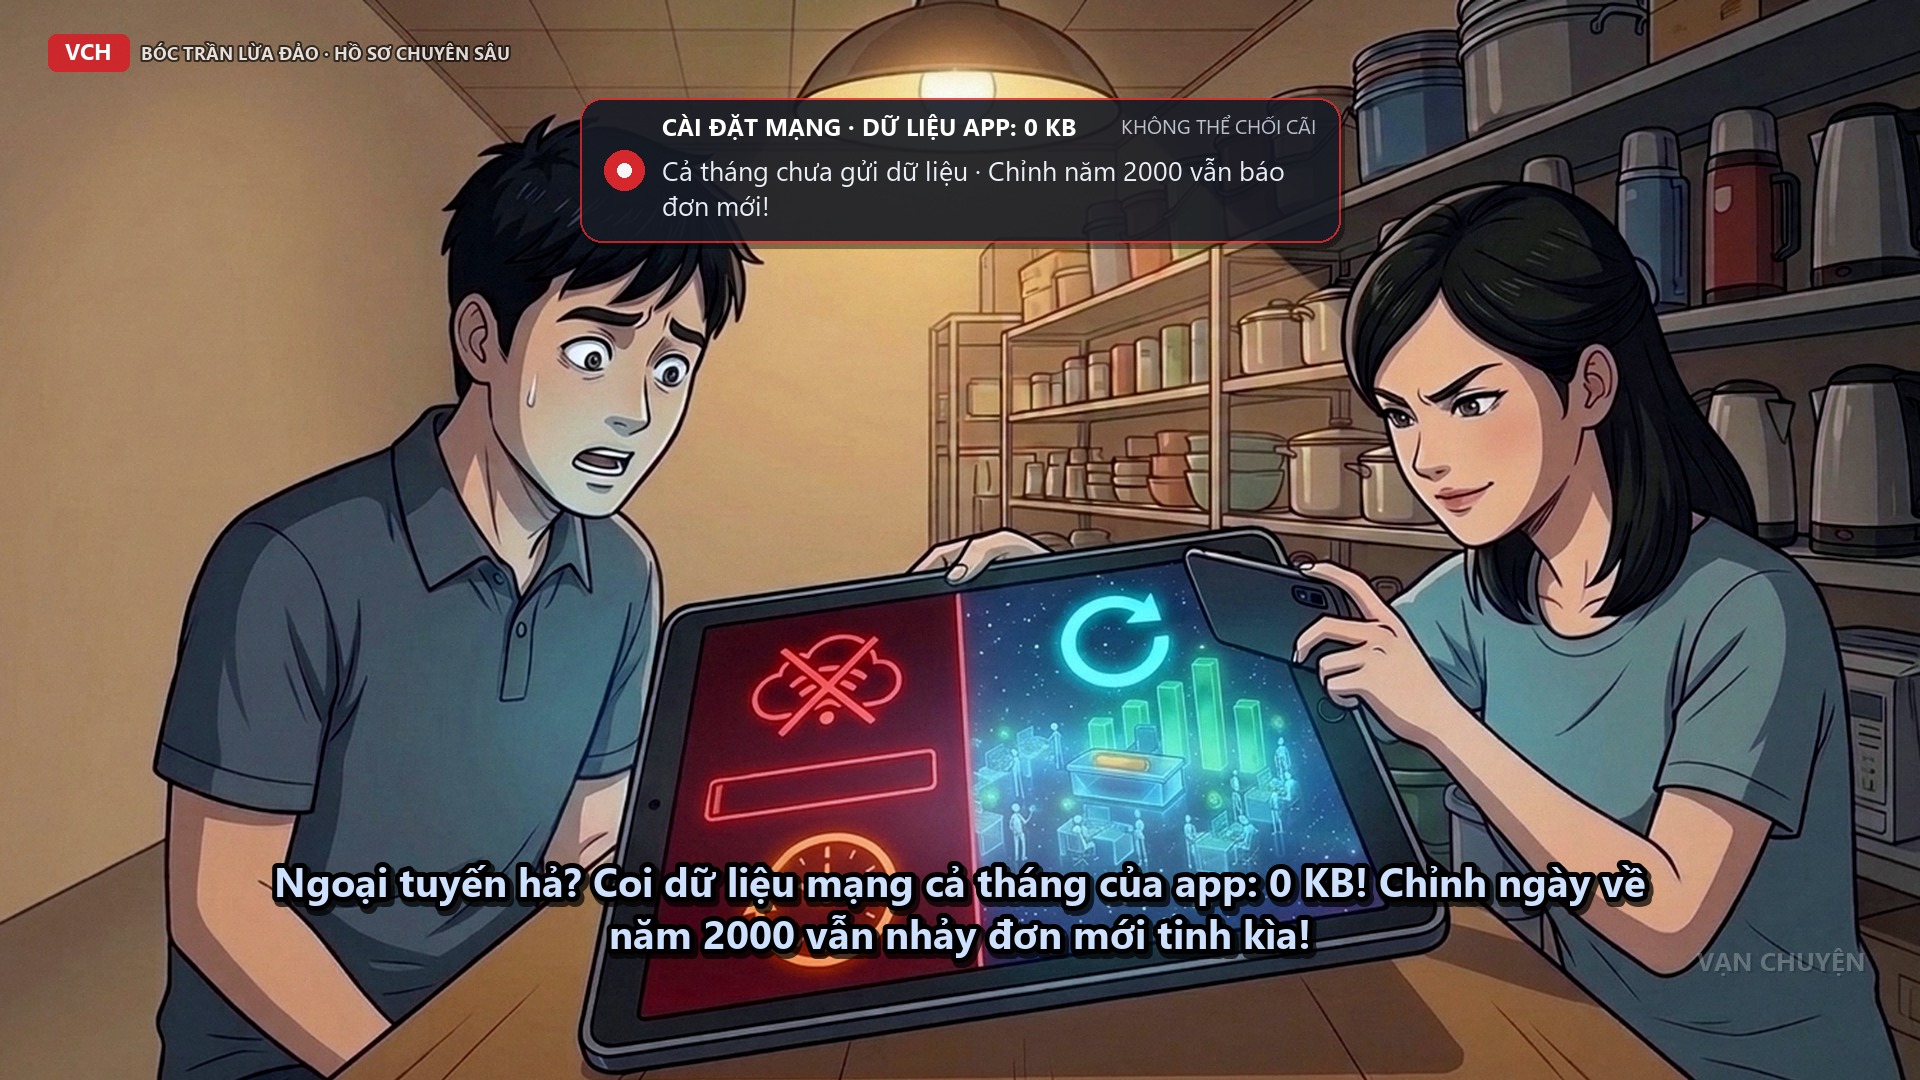 VCH BÓC TRẦN LỪA ĐẢO · HỒ SƠ CHUYÊN SÂU
CÀI ĐẶT MẠNG · DỮ LIỆU APP: 0 KB KHÔNG THỂ CHỐI CÃI
Cả tháng chưa gửi dữ liệu · Chỉnh năm 2000 vẫn báo
đơn mới!
Ngoại tuyến hả? Coi dữ liệu mạng cả tháng của app: 0 KB! Chỉnh ngày về
năm 2000 vẫn nhảy đơn mới tinh kìa!
VẠN CHUYỆN